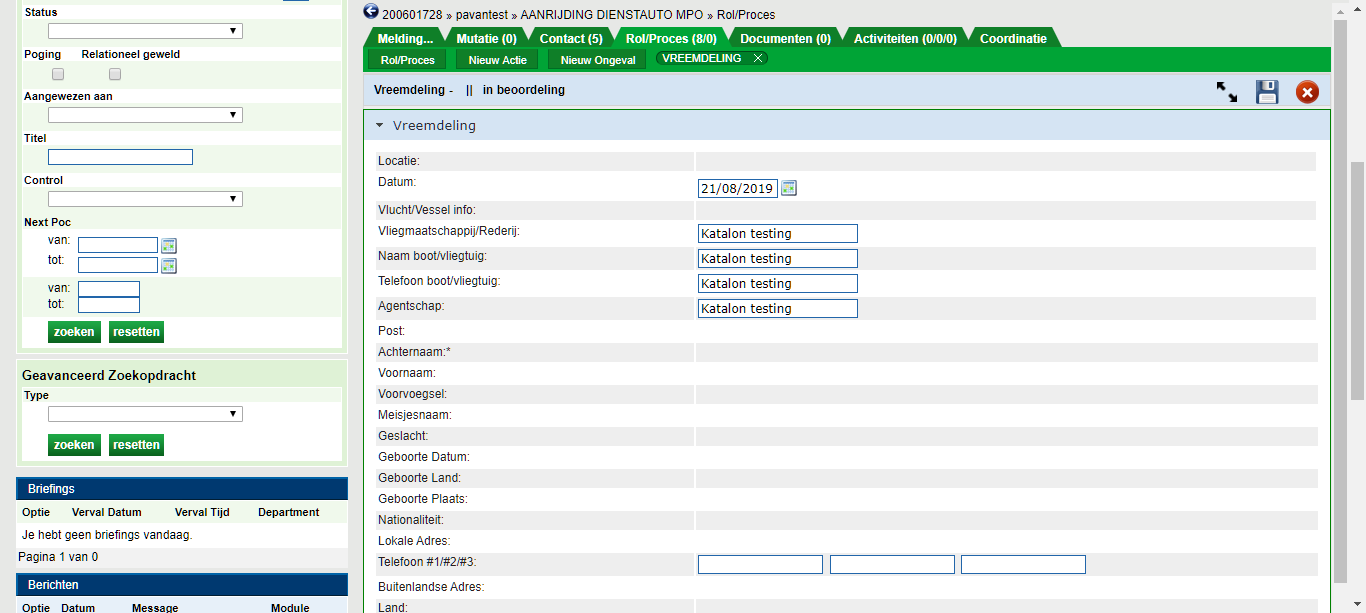 Status
Poging Relationeel geweld
Aangewezen aan
Titel
Control
Next Poc
van:
tot:
van:
tot:
zoeken resetten
Geavanceerd Zoekopdracht
Type
zoeken resetten
Briefings
Optie Verval Datum Verval Tijd Department
Je hebt geen briefings vandaag.
Pagina 1 van 0
Berichten
Optie Datum Message Module
200601728 » pavantest » AANRIJDING DIENSTAUTO MPO » Rol/Proces
Melding... Mutatie (0) Contact (5) Rol/Proces (8/0) Documenten (0) Activiteiten (0/0/0) Coordinatie
Rol/Proces Nieuw Actie Nieuw Ongeval VREEMDELING
Vreemdeling - || in beoordeling
Vreemdeling
Locatie:
Datum: 21/08/2019
Vlucht/Vessel info:
Vliegmaatschappij/Rederij: Katalon testing
Naam boot/vliegtuig: Katalon testing
Telefoon boot/vliegtuig: Katalon testing
Agentschap: Katalon testing
Post:
Achternaam:*
Voornaam:
Voorvoegsel:
Meisjesnaam:
Geslacht:
Geboorte Datum:
Geboorte Land:
Geboorte Plaats:
Nationaliteit:
Lokale Adres:
Telefoon #1/#2/#3:
Buitenlandse Adres:
Land: